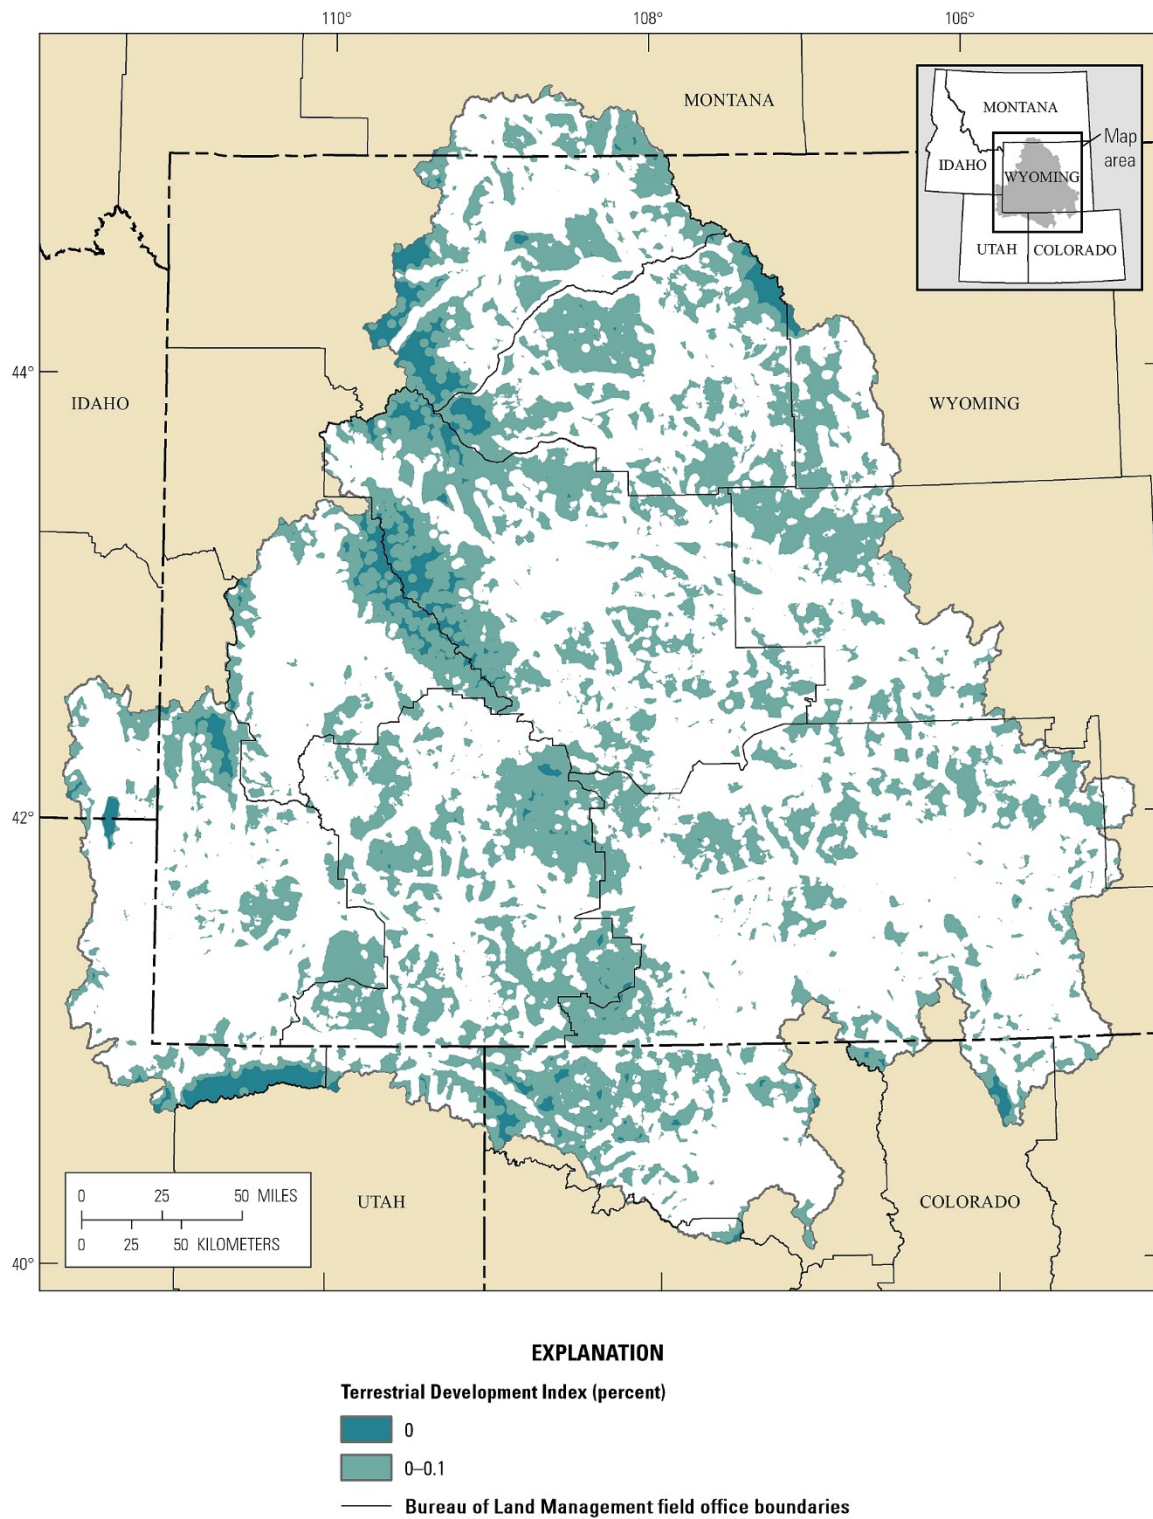 110°
108°
106°
MONTANA
MONTANA
Map
area
IDAHO
WYOMING
UTAH
COLORADO
44°
IDAHO
WYOMING
42°
0 25 50 MILES
0 25 50 KILOMETERS
UTAH
COLORADO
40°
EXPLANATION
Terrestrial Development Index (percent)
0
0–0.1
Bureau of Land Management field office boundaries